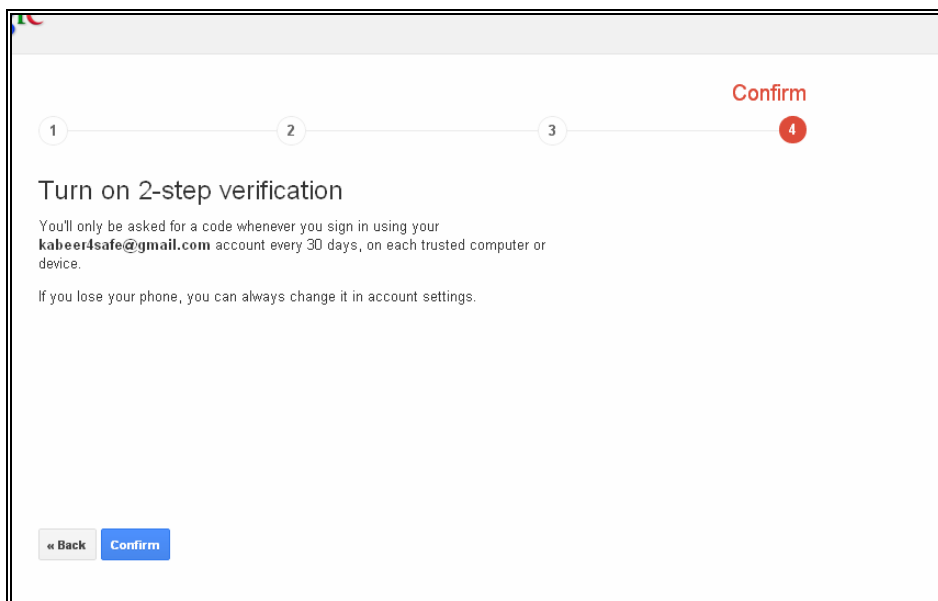 Confirm
1 2 3 4
Turn on 2-step verification
You'll only be asked for a code whenever you sign in using your
kabeer4safe@gmail.com account every 30 days, on each trusted computer or
device.
If you lose your phone, you can always change it in account settings.
« Back Confirm